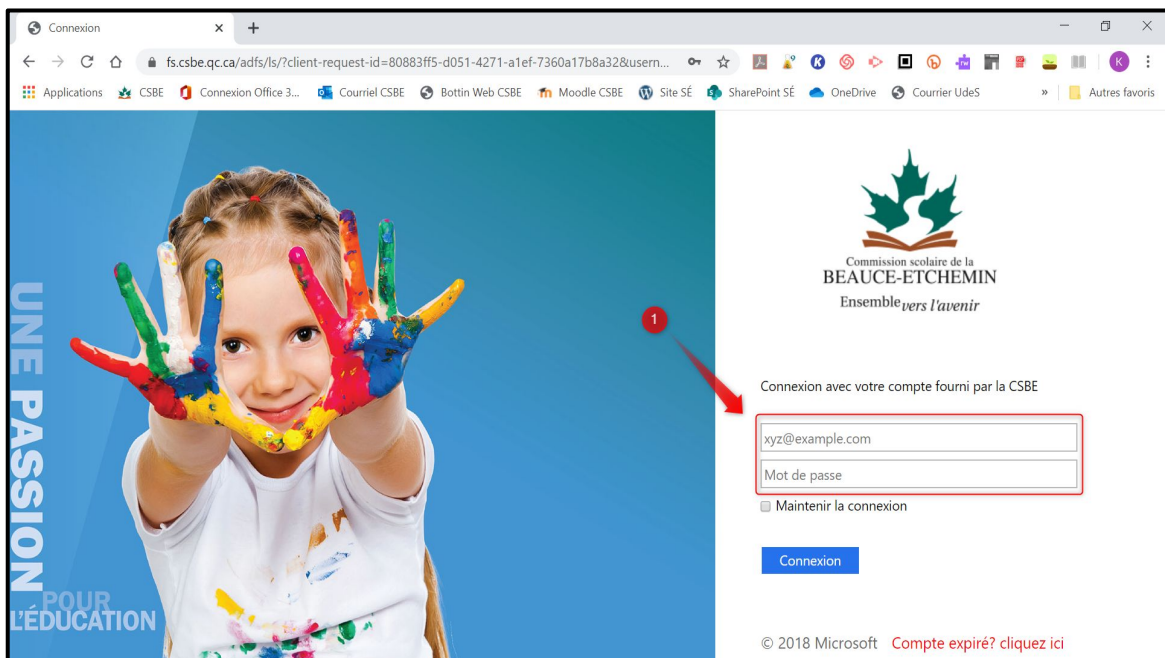 Connexion
fs.csbe.qc.ca/adfs/ls/?client-request-id=80883ff5-d051-4271-a1ef-7360a17b8a32&usern...
K
Applications CSBE Connexion Office 3... Courriel CSBE Bottin Web CSBE Moodle CSBE Site SÉ SharePoint SÉ OneDrive Courrier UdeS » Autres favoris
UNE PASSION
POUR
L'ÉDUCATION
Commission scolaire de la
BEAUCE-ETCHEMIN
Ensemble vers l'avenir
1
Connexion avec votre compte fourni par la CSBE
xyz@example.com
Mot de passe
Maintenir la connexion
Connexion
© 2018 Microsoft Compte expiré? cliquez ici